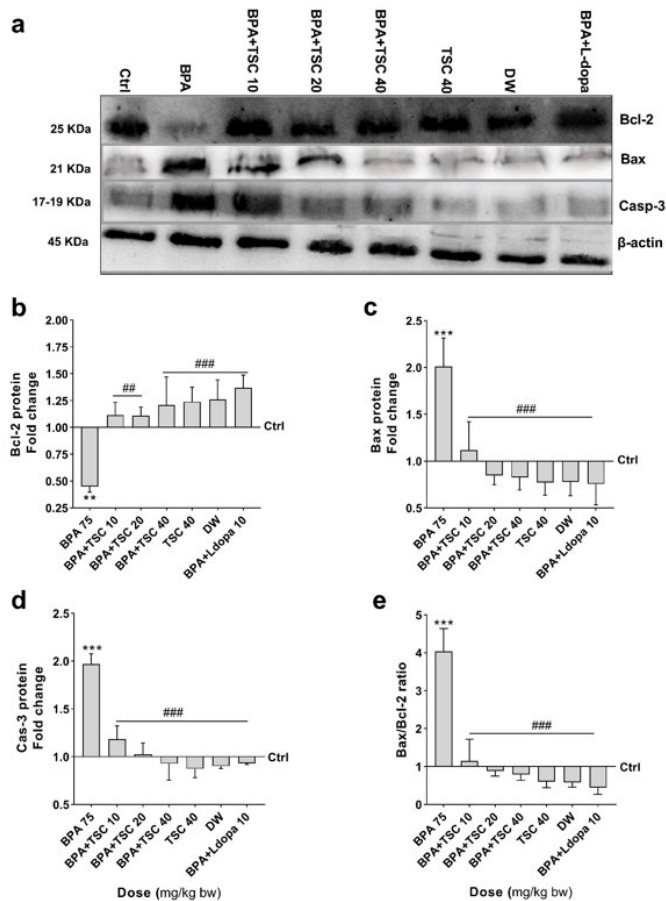 a
Ctrl
BPA
BPA+TSC 10
BPA+TSC 20
BPA+TSC 40
TSC 40
DW
BPA+L-dopa
25 KDa
Bcl-2
21 KDa
Bax
17-19 KDa
Casp-3
45 KDa
β-actin
b
Bcl-2 protein
Fold change
2.00
1.75
1.50
1.25
1.00
0.75
0.50
0.25
**
##
###
Ctrl
BPA 75
BPA+TSC 10
BPA+TSC 20
BPA+TSC 40
TSC 40
DW
BPA+Ldopa 10
c
Bax protein
Fold change
2.5
2.0
1.5
1.0
0.5
***
###
Ctrl
BPA 75
BPA+TSC 10
BPA+TSC 20
BPA+TSC 40
TSC 40
DW
BPA+Ldopa 10
d
Cas-3 protein
Fold change
2.5
2.0
1.5
1.0
0.5
***
###
Ctrl
BPA 75
BPA+TSC 10
BPA+TSC 20
BPA+TSC 40
TSC 40
DW
BPA+Ldopa 10
Dose (mg/kg bw)
e
Bax/Bcl-2 ratio
5
4
3
2
1
0
***
###
Ctrl
BPA 75
BPA+TSC 10
BPA+TSC 20
BPA+TSC 40
TSC 40
DW
BPA+Ldopa 10
Dose (mg/kg bw)